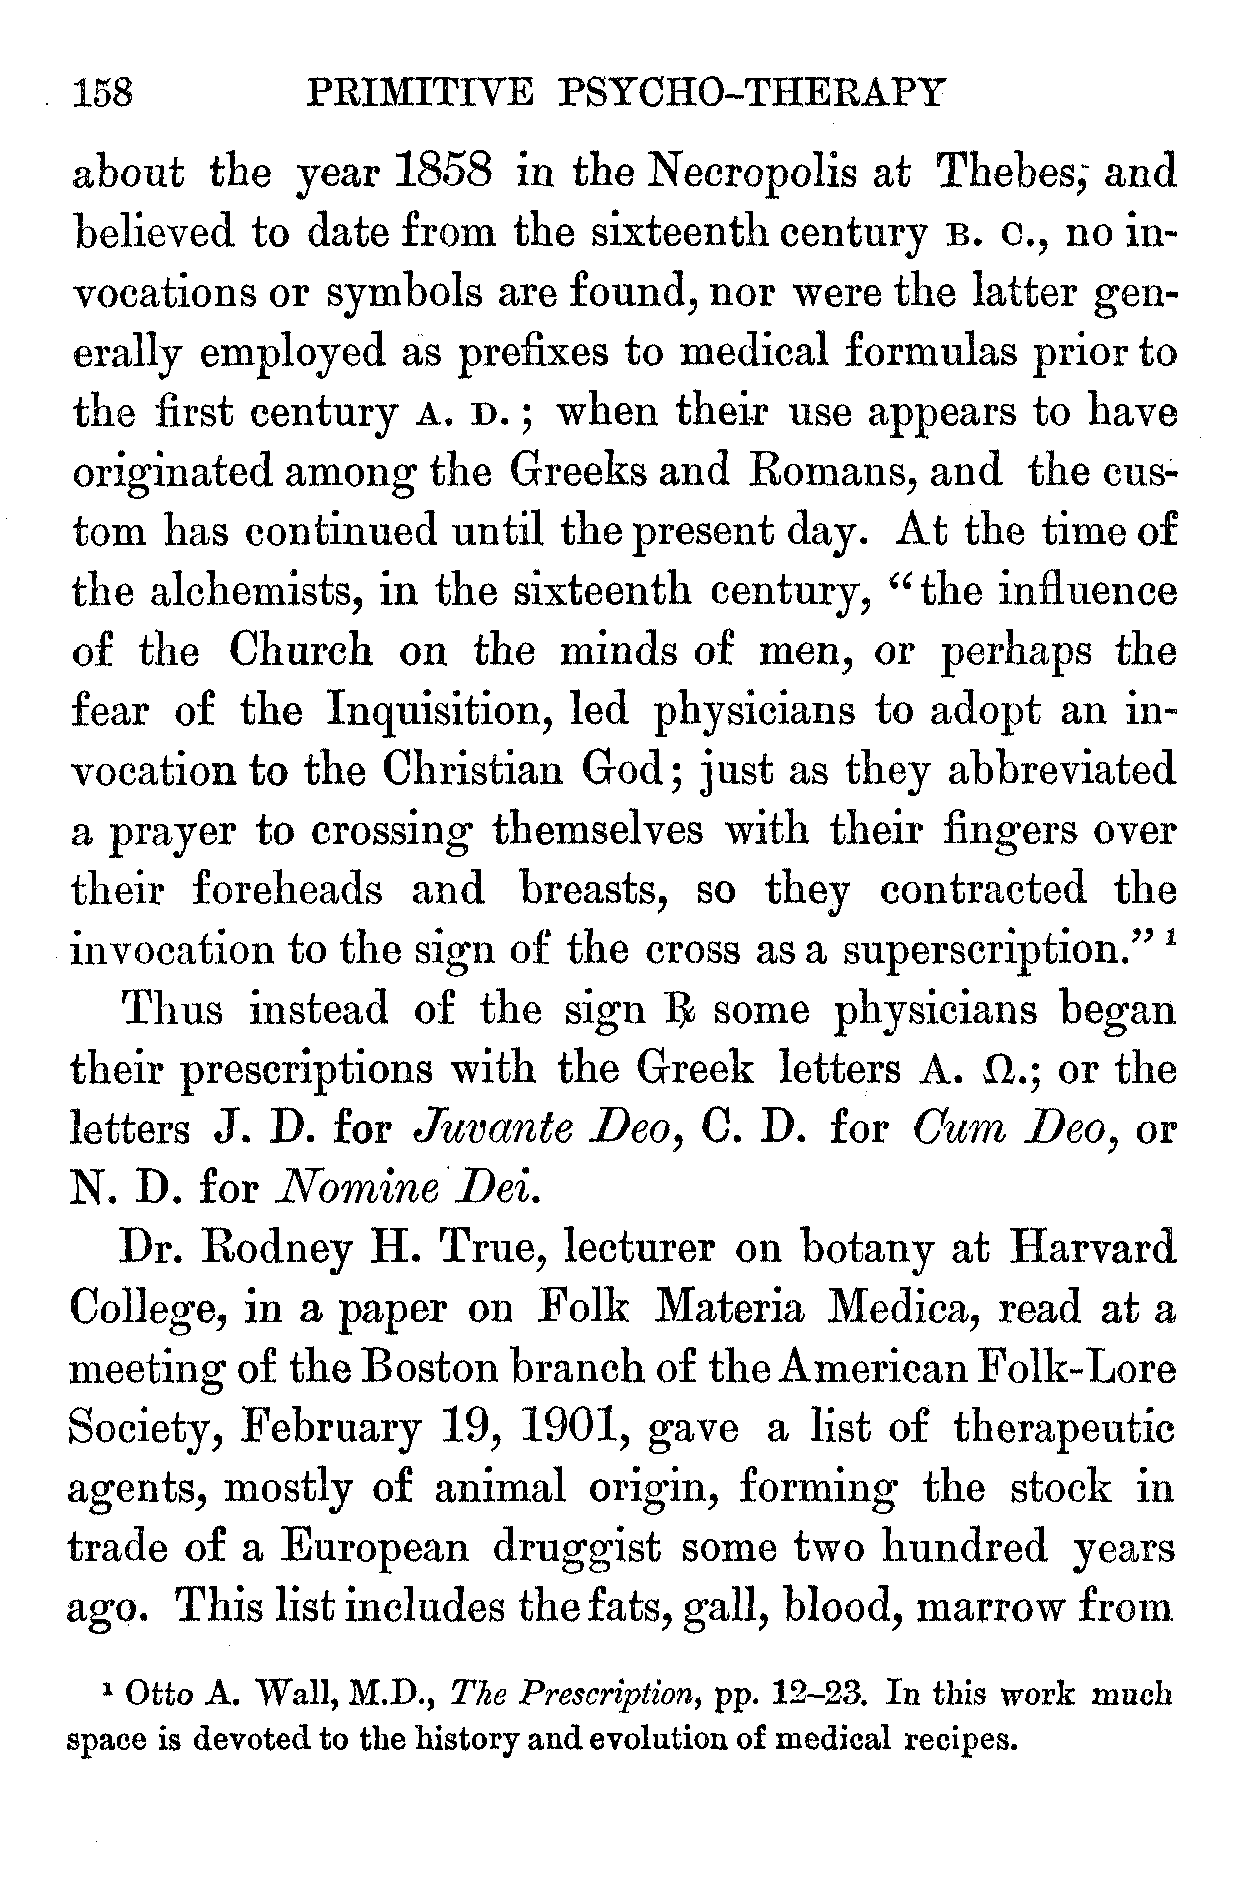 158 PRIMITIVE PSYCHO-THERAPY
about the year 1858 in the Necropolis at Thebes, and
believed to date from the sixteenth century B. C., no in-
vocations or symbols are found, nor were the latter gen-
erally employed as prefixes to medical formulas prior to
the first century A. D. ; when their use appears to have
originated among the Greeks and Romans, and the cus-
tom has continued until the present day. At the time of
the alchemists, in the sixteenth century, “the influence
of the Church on the minds of men, or perhaps the
fear of the Inquisition, led physicians to adopt an in-
vocation to the Christian God; just as they abbreviated
a prayer to crossing themselves with their fingers over
their foreheads and breasts, so they contracted the
invocation to the sign of the cross as a superscription.” ¹
Thus instead of the sign ℞ some physicians began
their prescriptions with the Greek letters Α. Ω.; or the
letters J. D. for Juvante Deo, C. D. for Cum Deo, or
N. D. for Nomine Dei.
Dr. Rodney H. True, lecturer on botany at Harvard
College, in a paper on Folk Materia Medica, read at a
meeting of the Boston branch of the American Folk-Lore
Society, February 19, 1901, gave a list of therapeutic
agents, mostly of animal origin, forming the stock in
trade of a European druggist some two hundred years
ago. This list includes the fats, gall, blood, marrow from
¹ Otto A. Wall, M.D., The Prescription, pp. 12–23. In this work much
space is devoted to the history and evolution of medical recipes.